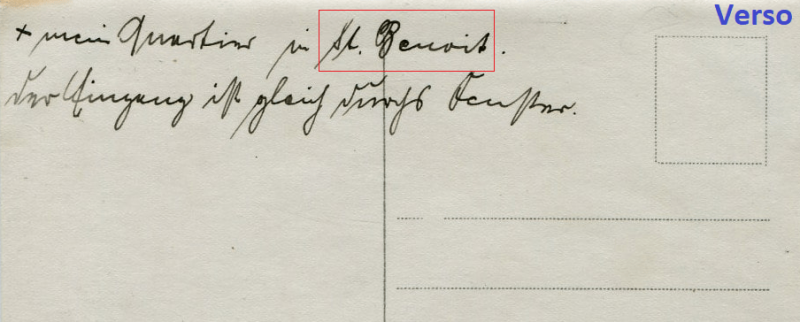 Verso
+ mein Quartier in St. Benoit.
der Eingang ist gleich durchs Fenster.